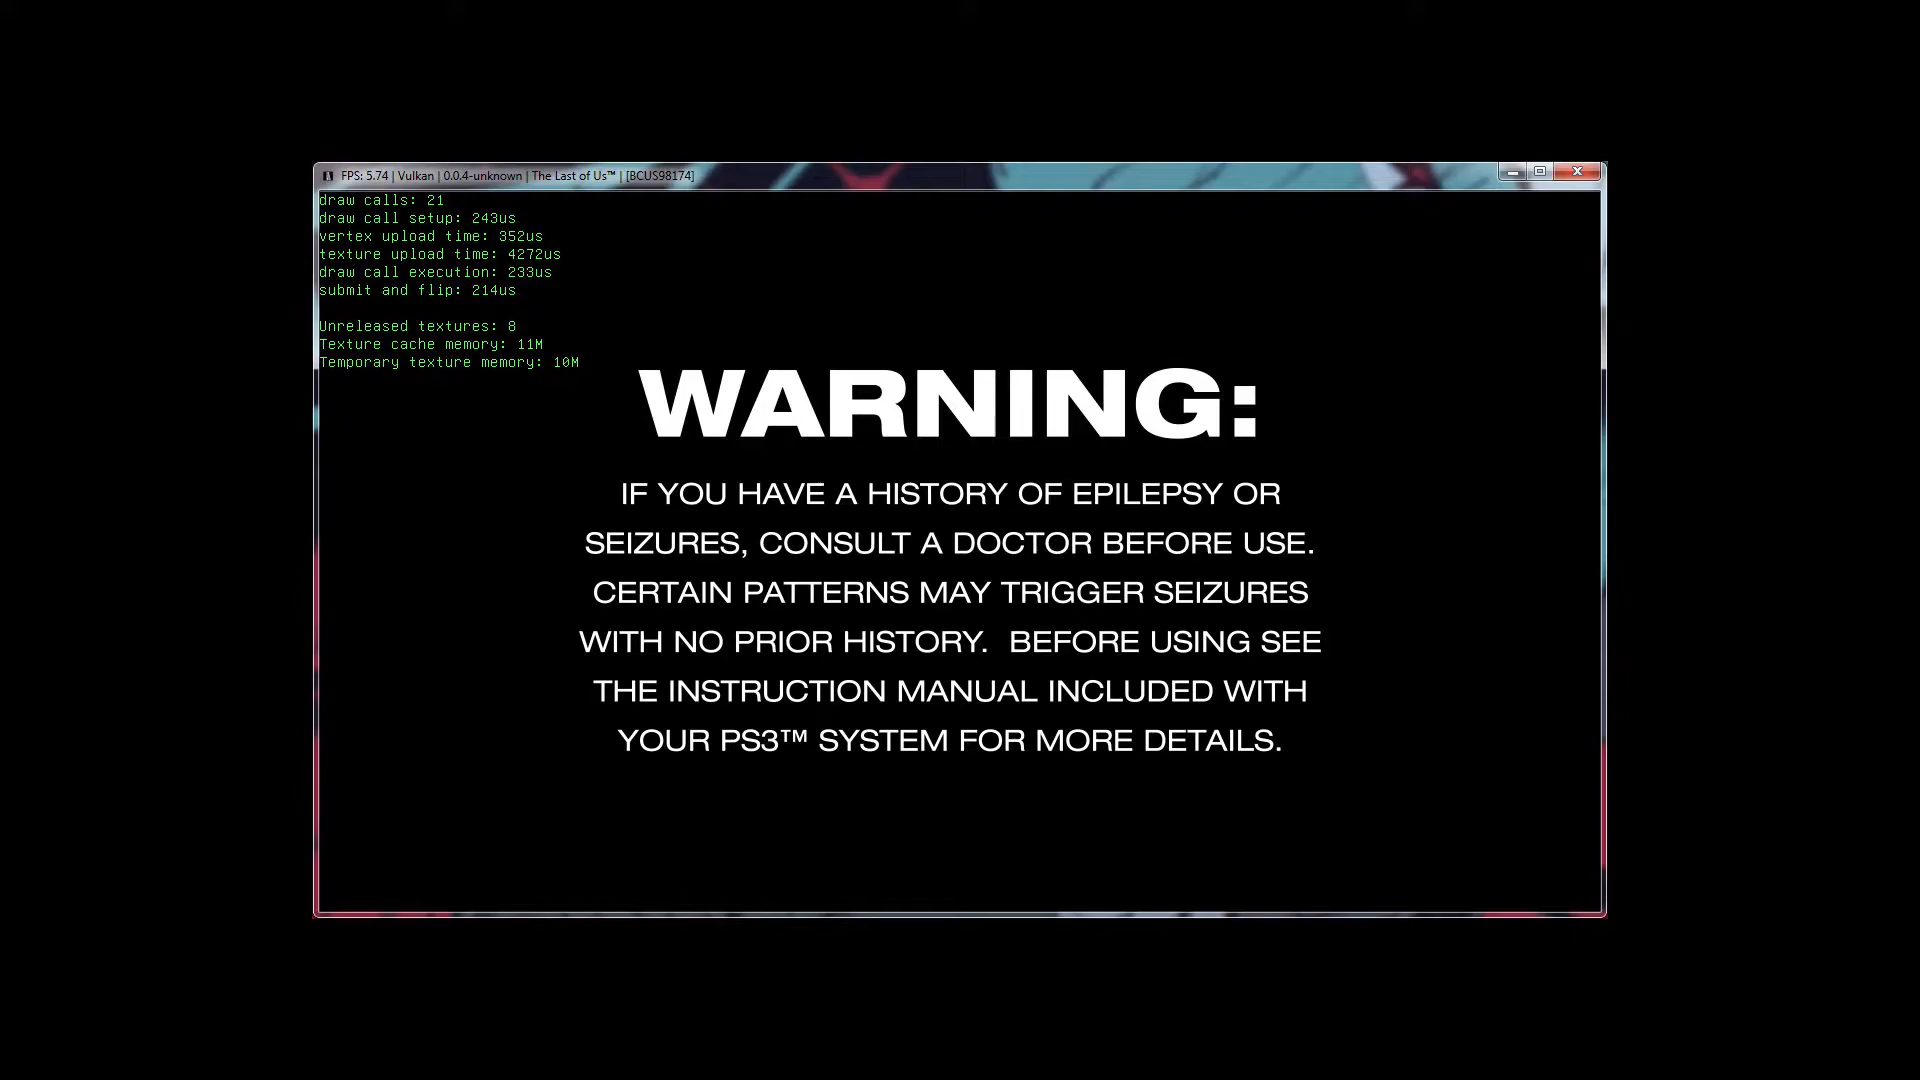 FPS: 5.74 | Vulkan | 0.0.4-unknown | The Last of Us™ | [BCUS98174]
draw calls: 21
draw call setup: 243us
vertex upload time: 352us
texture upload time: 4272us
draw call execution: 233us
submit and flip: 214us
Unreleased textures: 8
Texture cache memory: 11M
Temporary texture memory: 10M
WARNING:
IF YOU HAVE A HISTORY OF EPILEPSY OR
SEIZURES, CONSULT A DOCTOR BEFORE USE.
CERTAIN PATTERNS MAY TRIGGER SEIZURES
WITH NO PRIOR HISTORY.  BEFORE USING SEE
THE INSTRUCTION MANUAL INCLUDED WITH
YOUR PS3™ SYSTEM FOR MORE DETAILS.